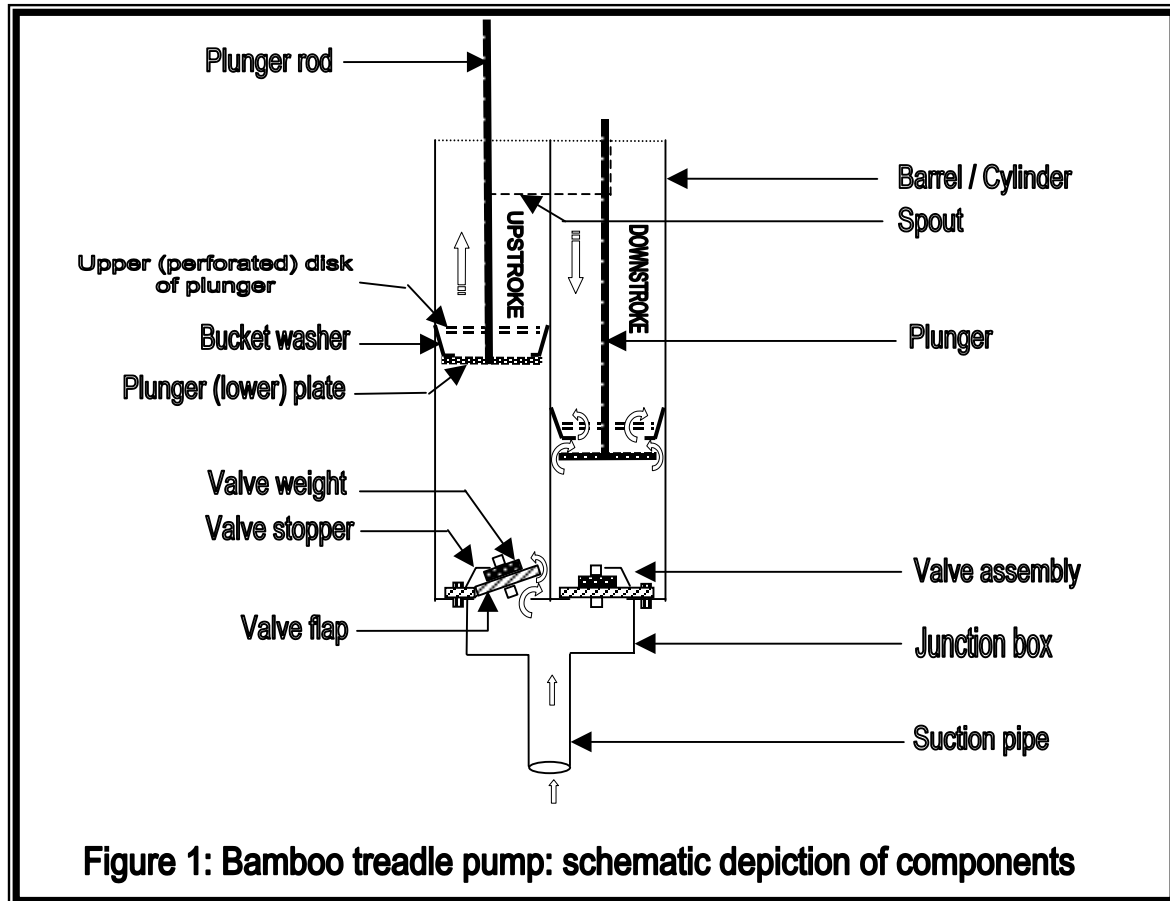 Plunger rod
Barrel / Cylinder
Spout
UPSTROKE
DOWNSTROKE
Upper (perforated) disk
of plunger
Bucket washer
Plunger
Plunger (lower) plate
Valve weight
Valve stopper
Valve assembly
Valve flap
Junction box
Suction pipe
Figure 1: Bamboo treadle pump: schematic depiction of components